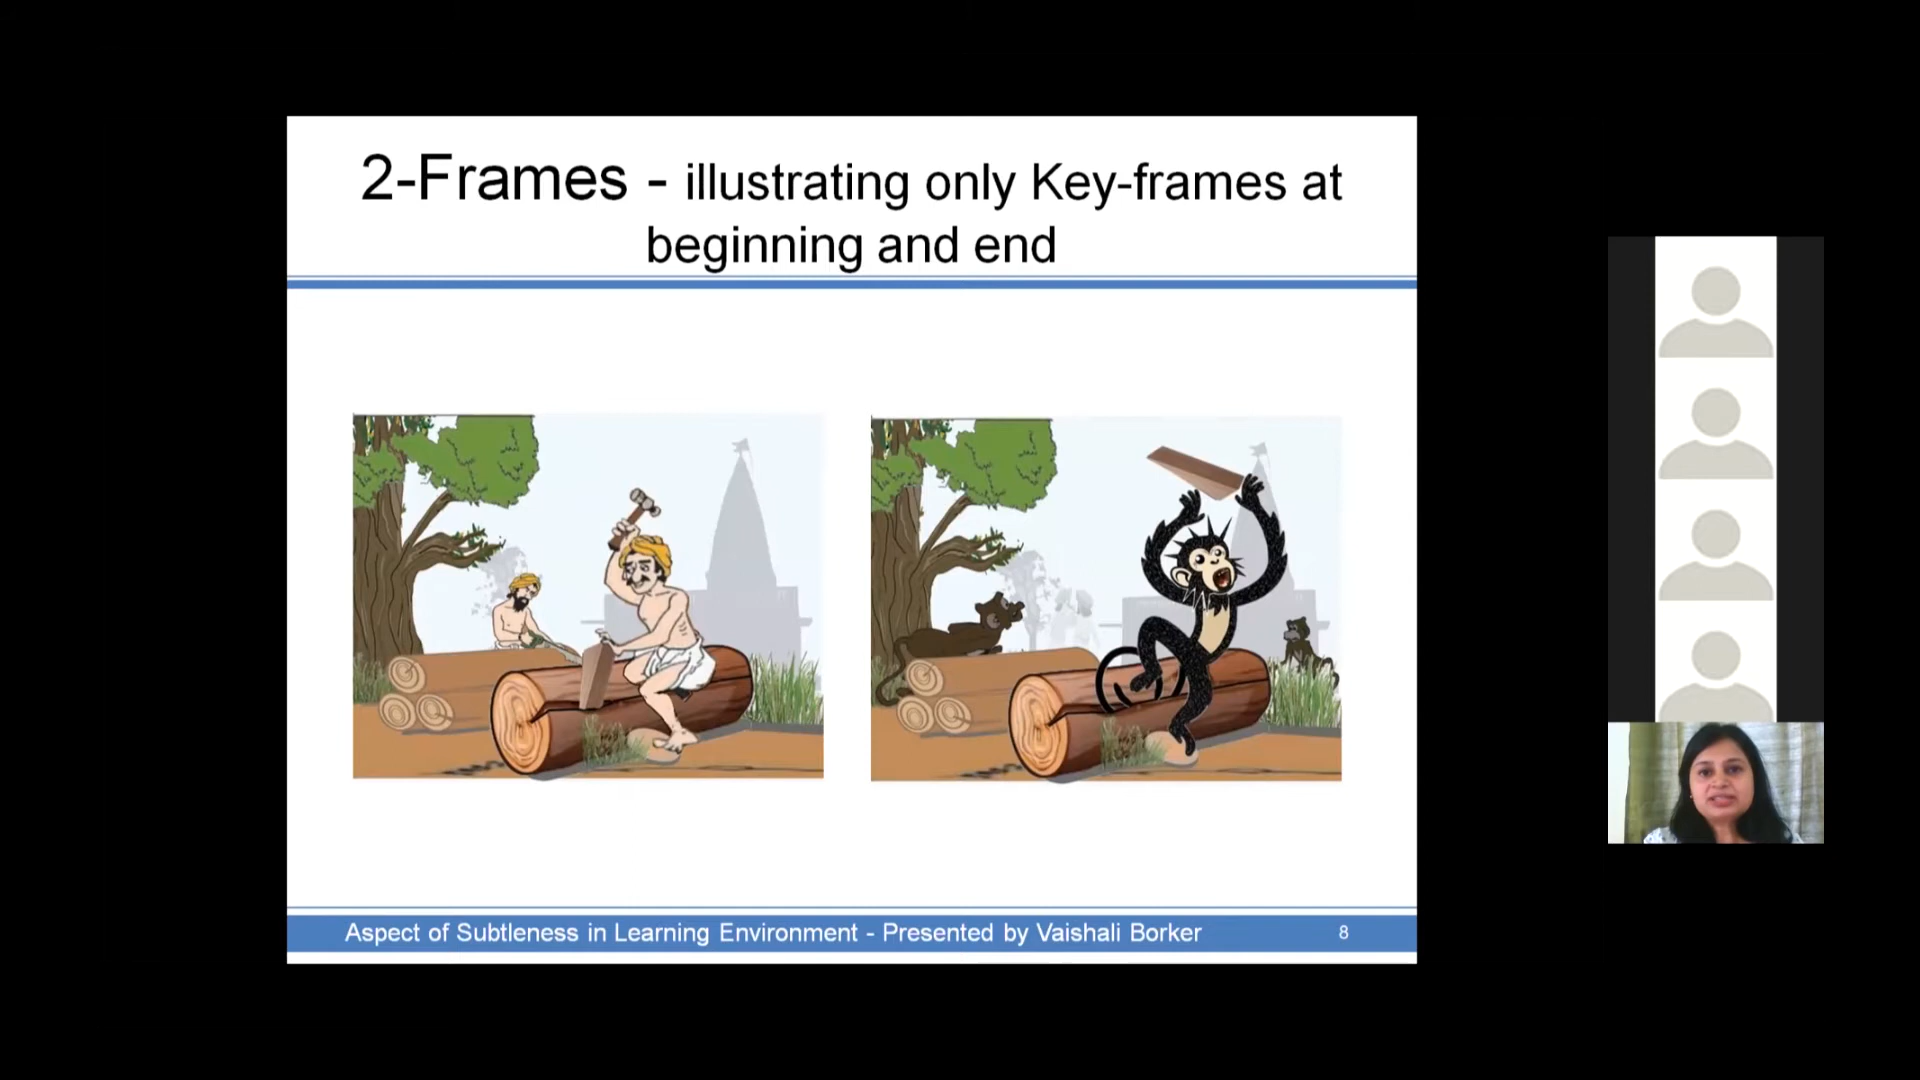 2-Frames - illustrating only Key-frames at
beginning and end
Aspect of Subtleness in Learning Environment - Presented by Vaishali Borker
8